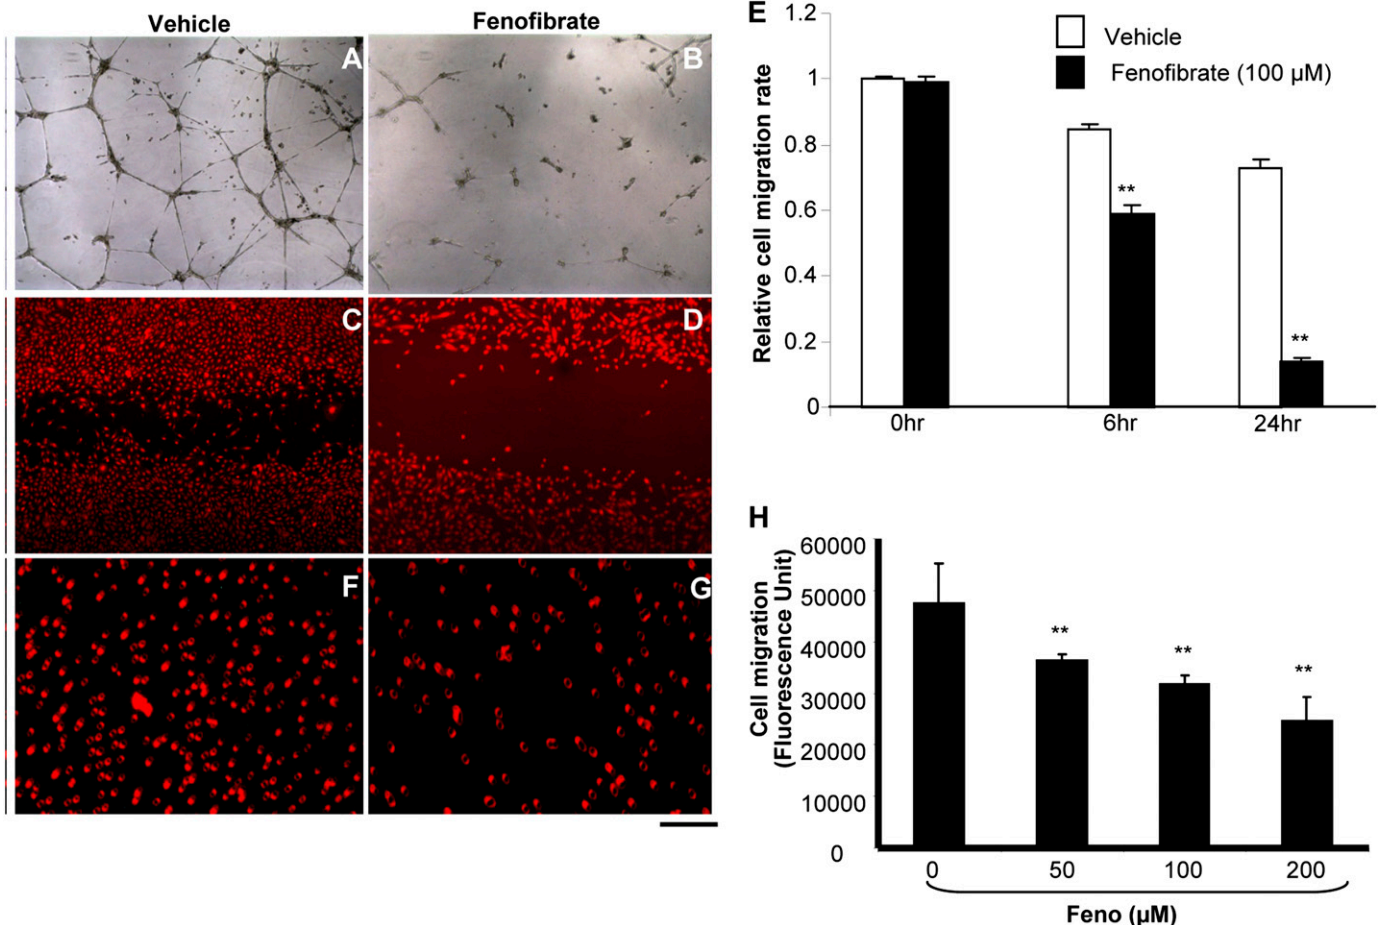 Vehicle
Fenofibrate
A
B
C
D
F
G
E
Relative cell migration rate
1.2
1
0.8
0.6
0.4
0.2
0
Vehicle
Fenofibrate (100 µM)
**
**
0hr
6hr
24hr
H
Cell migration
(Fluorescence Unit)
60000
50000
40000
30000
20000
10000
0
**
**
**
0
50
100
200
Feno (µM)